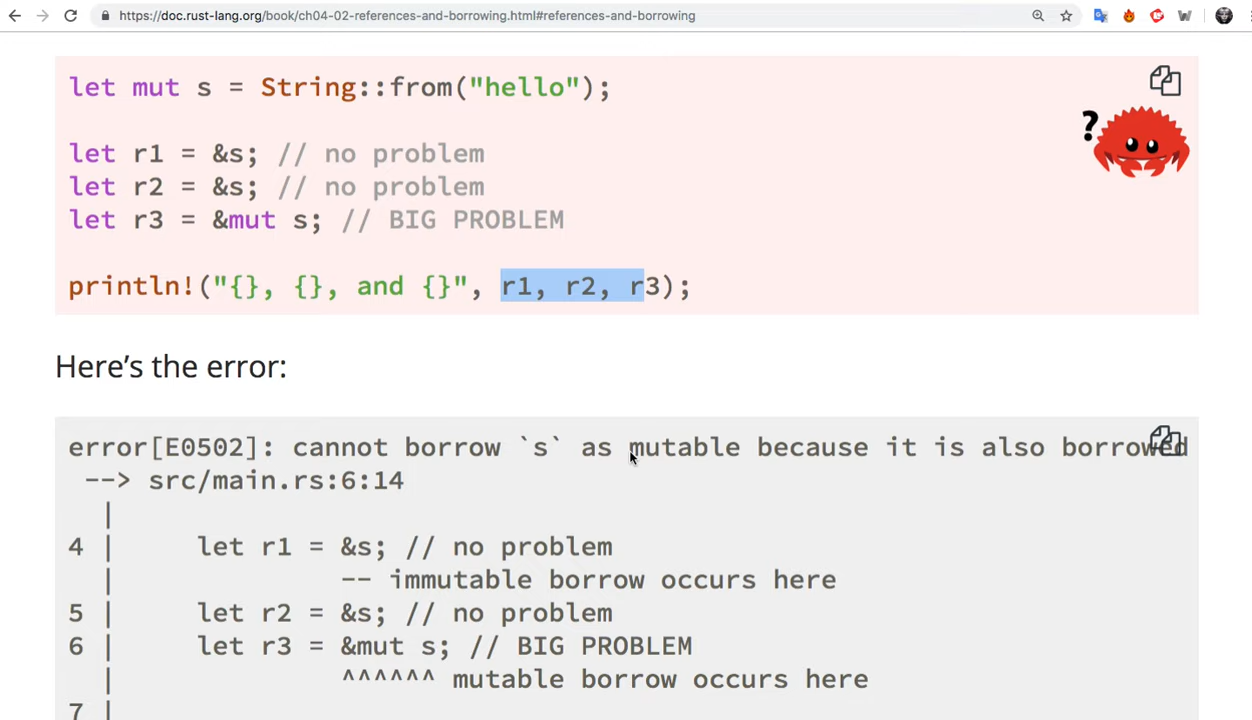 https://doc.rust-lang.org/book/ch04-02-references-and-borrowing.html#references-and-borrowing
let mut s = String::from("hello");
let r1 = &s; // no problem
let r2 = &s; // no problem
let r3 = &mut s; // BIG PROBLEM
println!("{}, {}, and {}", r1, r2, r3);
?
Here’s the error:
error[E0502]: cannot borrow `s` as mutable because it is also borrowed
--> src/main.rs:6:14
|
4 | let r1 = &s; // no problem
| -- immutable borrow occurs here
5 | let r2 = &s; // no problem
6 | let r3 = &mut s; // BIG PROBLEM
| ^^^^^^ mutable borrow occurs here
7 |